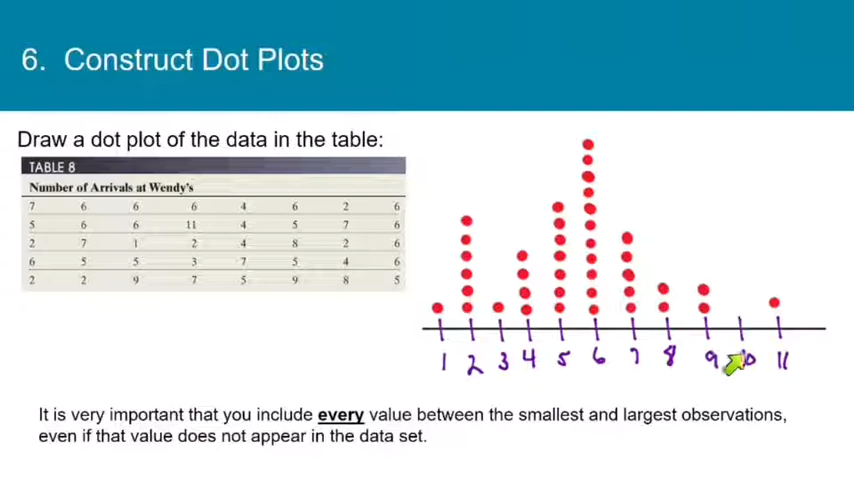 6. Construct Dot Plots
Draw a dot plot of the data in the table:
TABLE 8
Number of Arrivals at Wendy's
7 6 6 6 4 6 2 6
5 6 6 11 4 5 7 6
2 7 1 2 4 8 2 6
6 5 5 3 7 5 4 6
2 2 9 7 5 9 8 5
1 2 3 4 5 6 7 8 9 10 11
It is very important that you include every value between the smallest and largest observations,
even if that value does not appear in the data set.